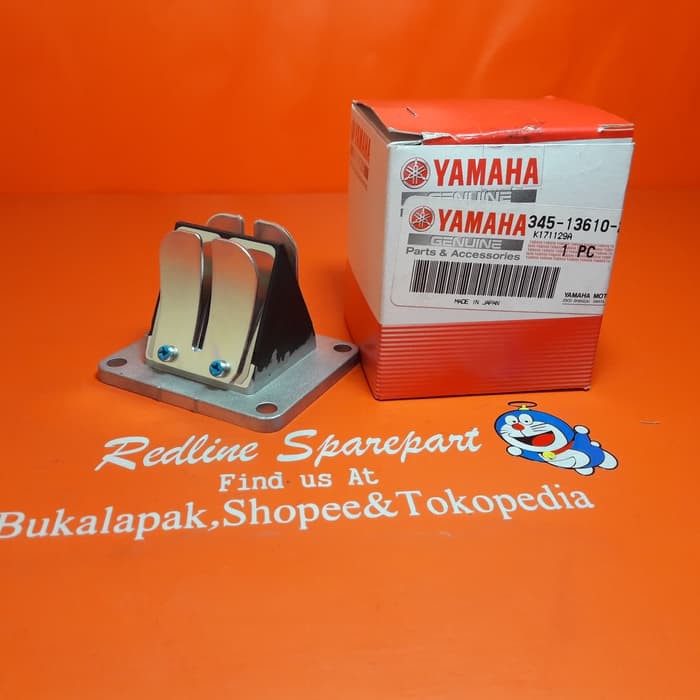 YAMAHA
GENUINE
YAMAHA 345-13610-
GENUINE K171129A
Parts & Accessories 1 PC
MADE IN JAPAN
YAMAHA MOT
Redline Sparepart
Find us At
Bukalapak,Shopee&Tokopedia